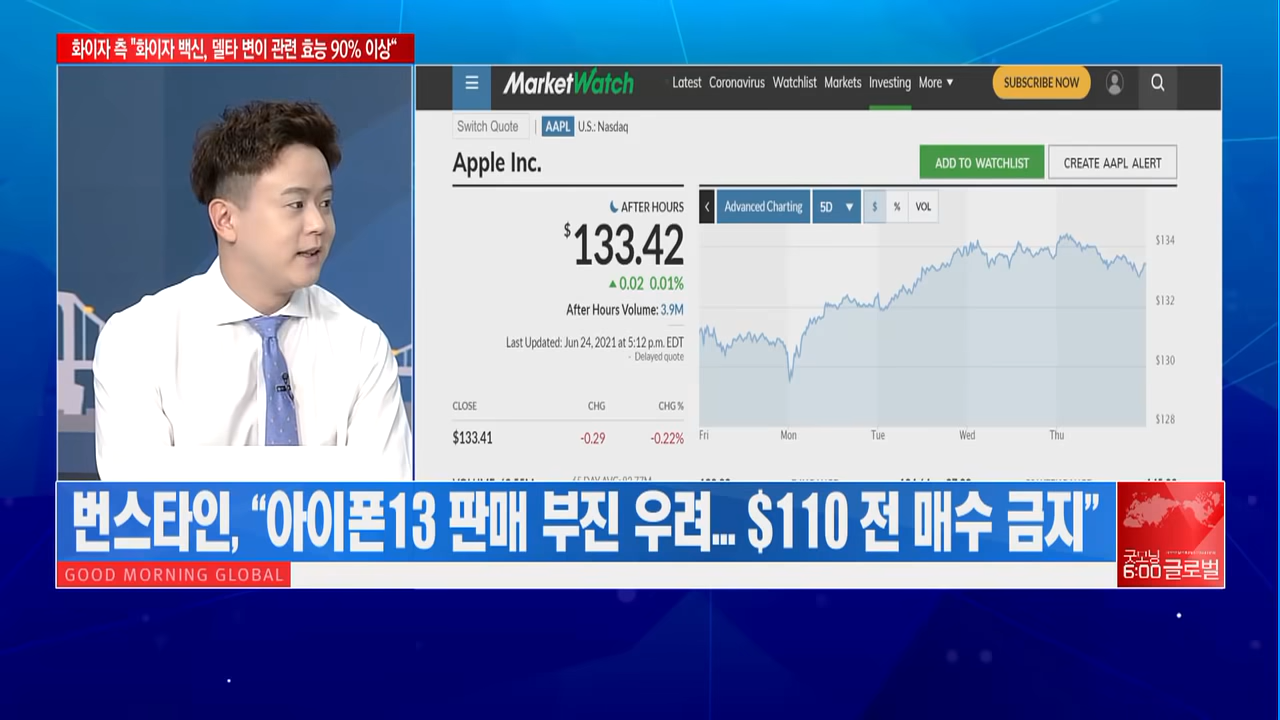 화이자 측 "화이자 백신, 델타 변이 관련 효능 90% 이상“
MarketWatch
Latest Coronavirus Watchlist Markets Investing More ▼
SUBSCRIBE NOW
Switch Quote | AAPL U.S.: Nasdaq
Apple Inc.
ADD TO WATCHLIST
CREATE AAPL ALERT
AFTER HOURS
$133.42
▲0.02 0.01%
After Hours Volume: 3.9M
Last Updated: Jun 24, 2021 at 5:12 p.m. EDT
- Delayed quote
CLOSE CHG CHG %
$133.41 -0.29 -0.22%
Advanced Charting 5D ▼ $ % VOL
$134
$132
$130
$128
Fri Mon Tue Wed Thu
번스타인, “아이폰13 판매 부진 우려... $110 전 매수 금지”
GOOD MORNING GLOBAL
굿모닝
6:00 글로벌